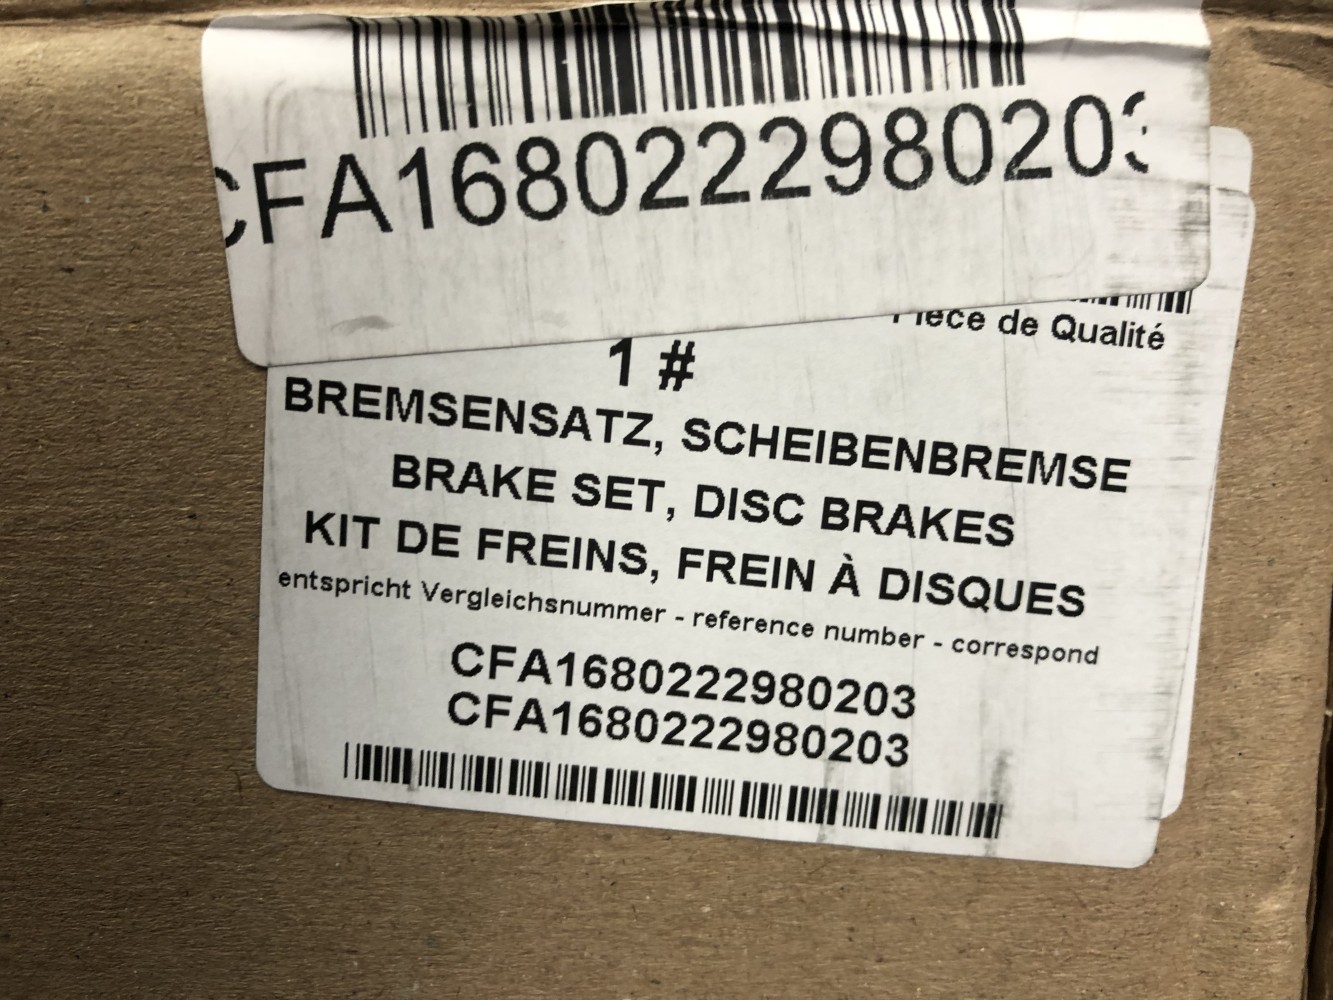 CFA1680222980203
Pièce de Qualité
1 #
BREMSENSATZ, SCHEIBENBREMSE
BRAKE SET, DISC BRAKES
KIT DE FREINS, FREIN À DISQUES
entspricht Vergleichsnummer - reference number - correspond
CFA1680222980203
CFA1680222980203